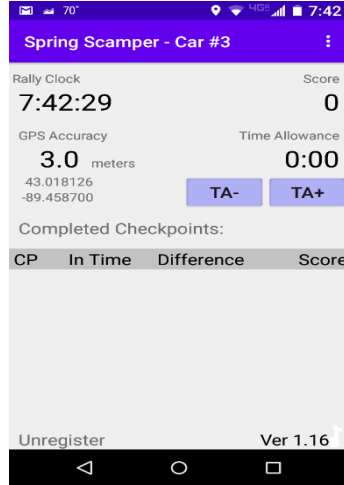 70° 4G 7:42
Spring Scamper - Car #3
Rally Clock Score
7:42:29 0
GPS Accuracy Time Allowance
3.0 meters 0:00
43.018126
-89.458700
TA- TA+
Completed Checkpoints:
CP In Time Difference Score
Unregister Ver 1.16